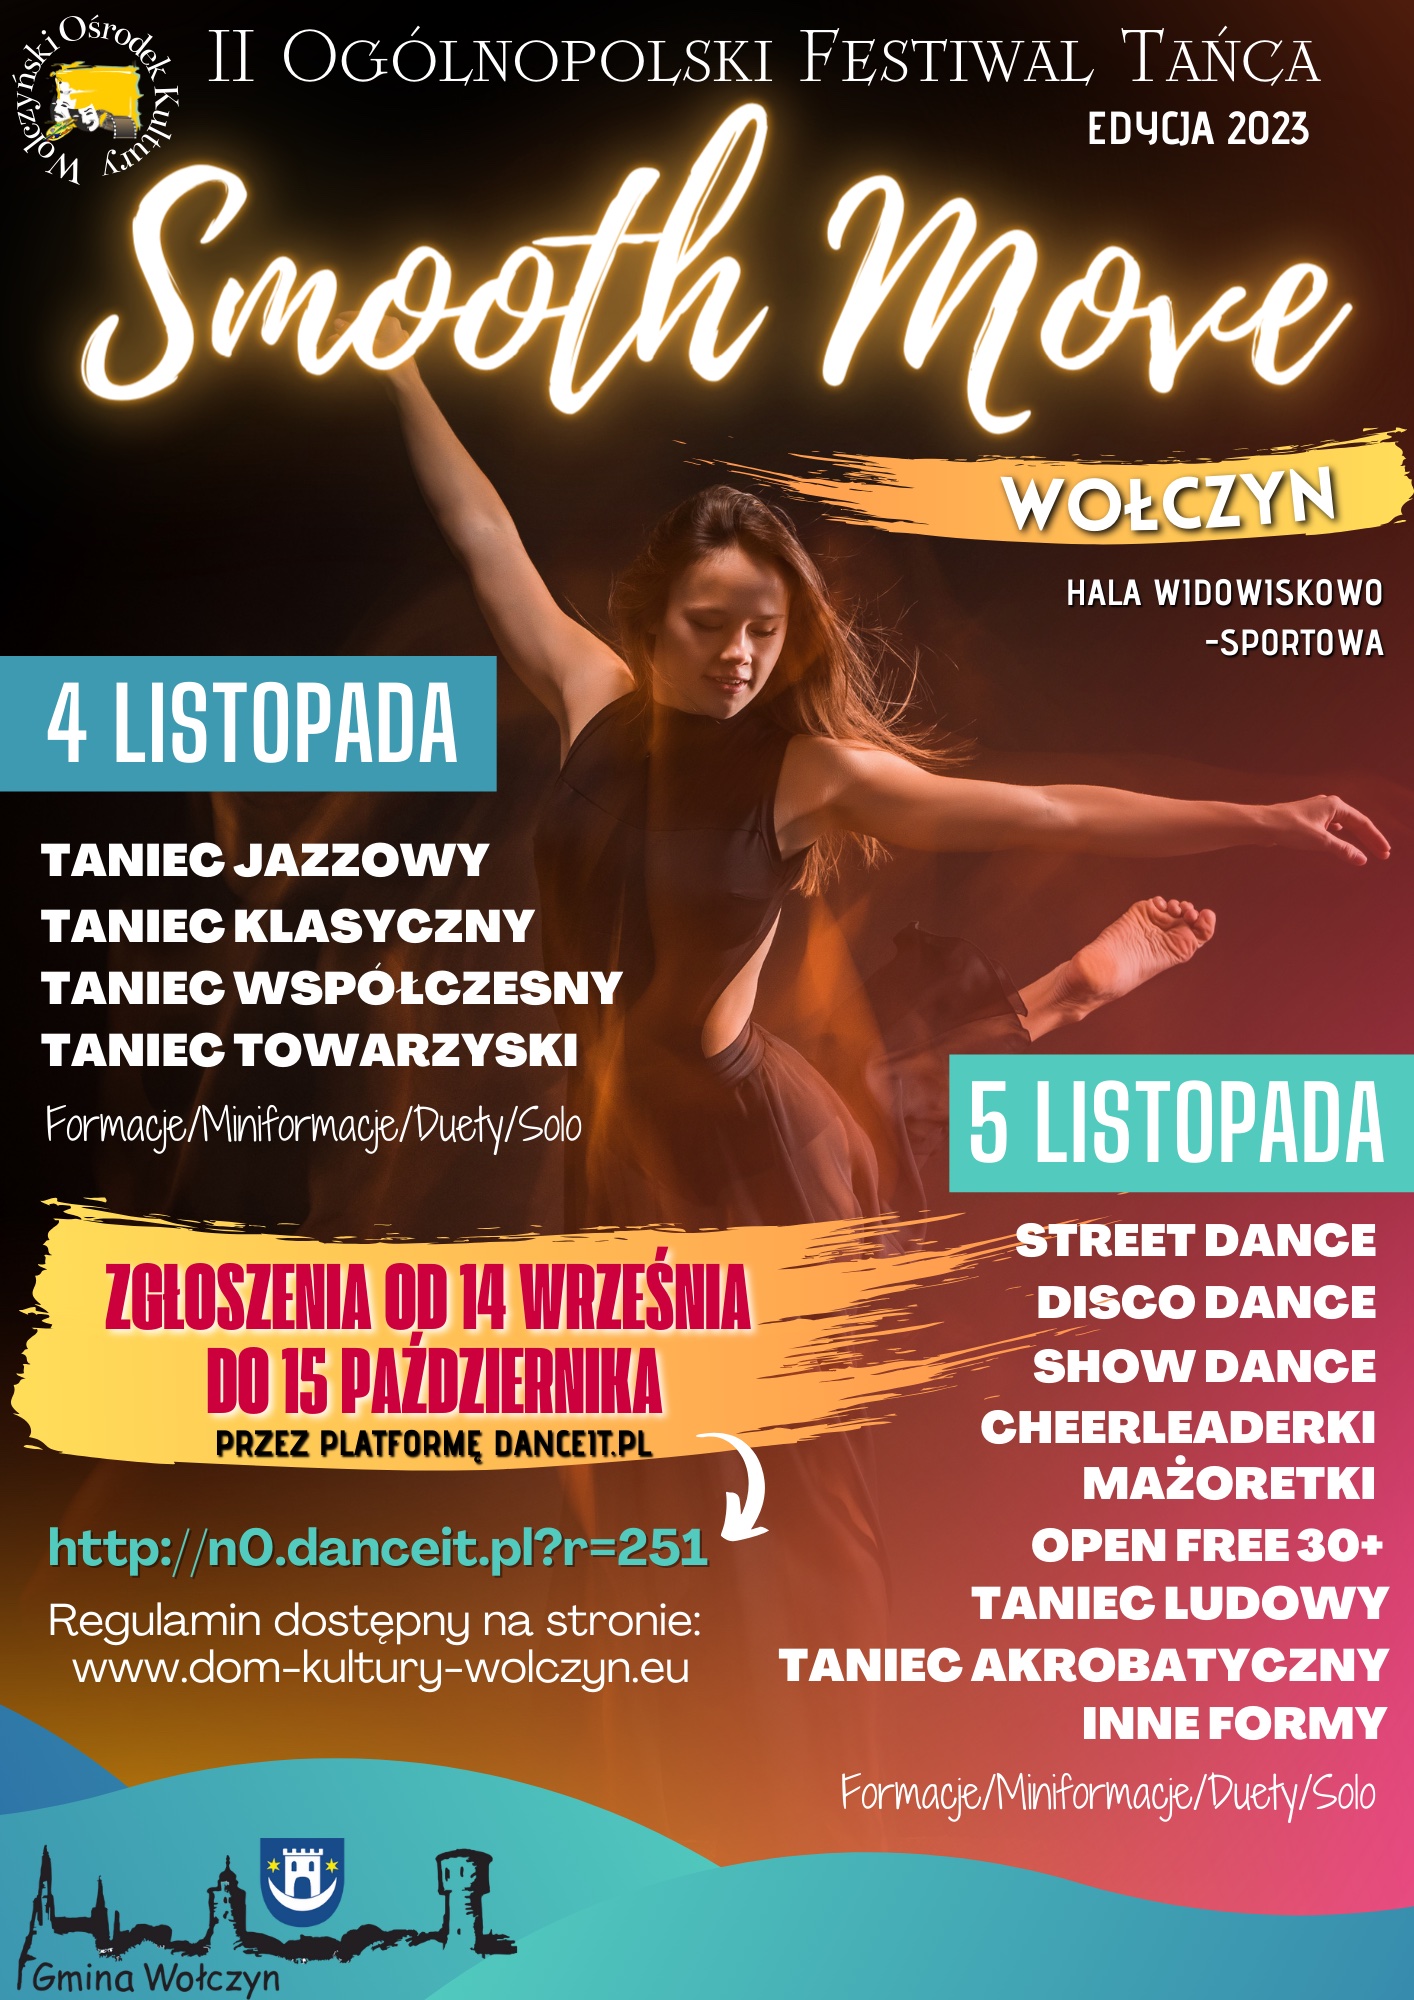 Wołczyński Ośrodek Kultury
II Ogólnopolski Festiwal Tańca
EDYCJA 2023
Smooth Move
WOŁCZYN
HALA WIDOWISKOWO
-SPORTOWA
4 LISTOPADA
TANIEC JAZZOWY
TANIEC KLASYCZNY
TANIEC WSPÓŁCZESNY
TANIEC TOWARZYSKI
Formacje/Miniformacje/Duety/Solo
5 LISTOPADA
STREET DANCE
DISCO DANCE
SHOW DANCE
CHEERLEADERKI
MAŻORETKI
OPEN FREE 30+
TANIEC LUDOWY
TANIEC AKROBATYCZNY
INNE FORMY
Formacje/Miniformacje/Duety/Solo
ZGŁOSZENIA OD 14 WRZEŚNIA
DO 15 PAŹDZIERNIKA
PRZEZ PLATFORMĘ DANCEIT.PL
http://n0.danceit.pl?r=251
Regulamin dostępny na stronie:
www.dom-kultury-wolczyn.eu
Gmina Wołczyn